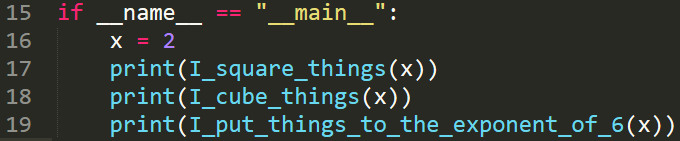 15 if __name__ == "__main__":
16     x = 2
17     print(I_square_things(x))
18     print(I_cube_things(x))
19     print(I_put_things_to_the_exponent_of_6(x))